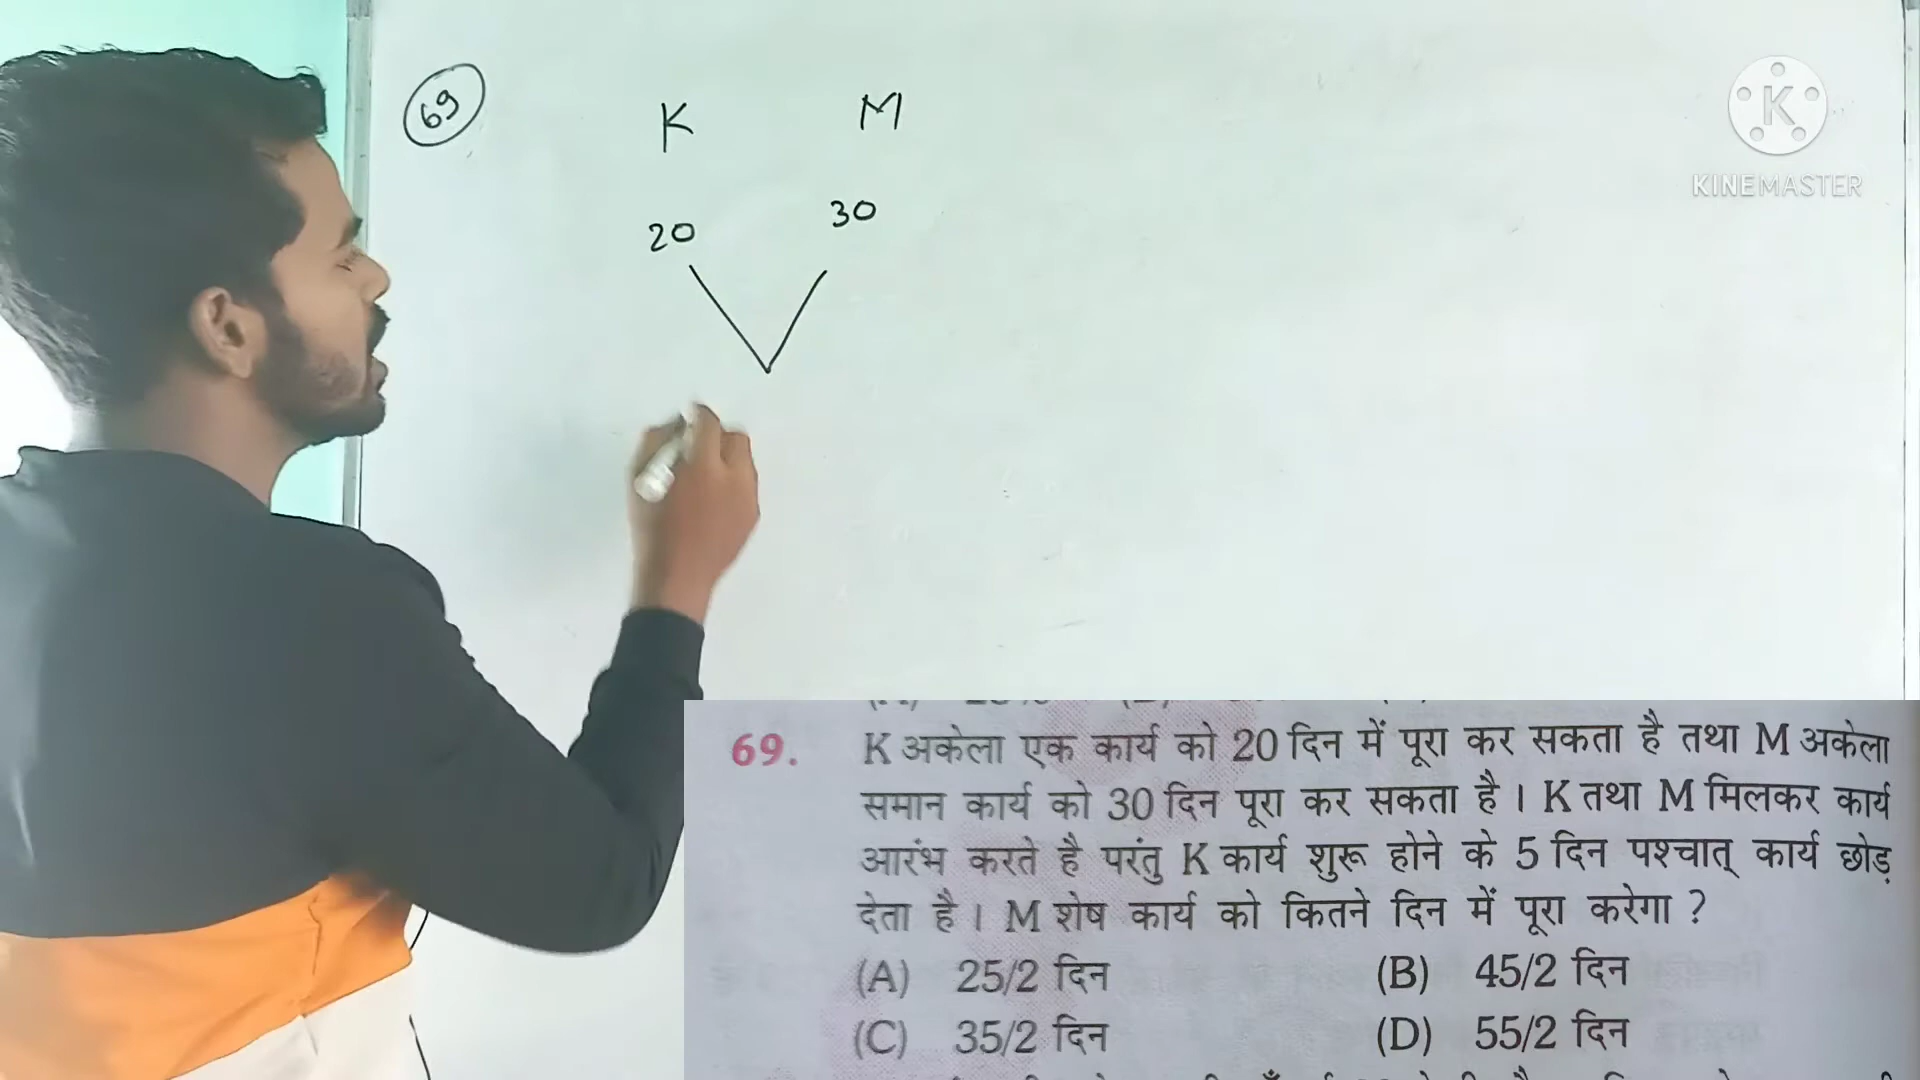 69
K M
20 30
KINEMASTER
69. K अकेला एक कार्य को 20 दिन में पूरा कर सकता है तथा M अकेला
समान कार्य को 30 दिन पूरा कर सकता है । K तथा M मिलकर कार्य
आरंभ करते है परंतु K कार्य शुरू होने के 5 दिन पश्चात् कार्य छोड़
देता है । M शेष कार्य को कितने दिन में पूरा करेगा ?
(A) 25/2 दिन (B) 45/2 दिन
(C) 35/2 दिन (D) 55/2 दिन